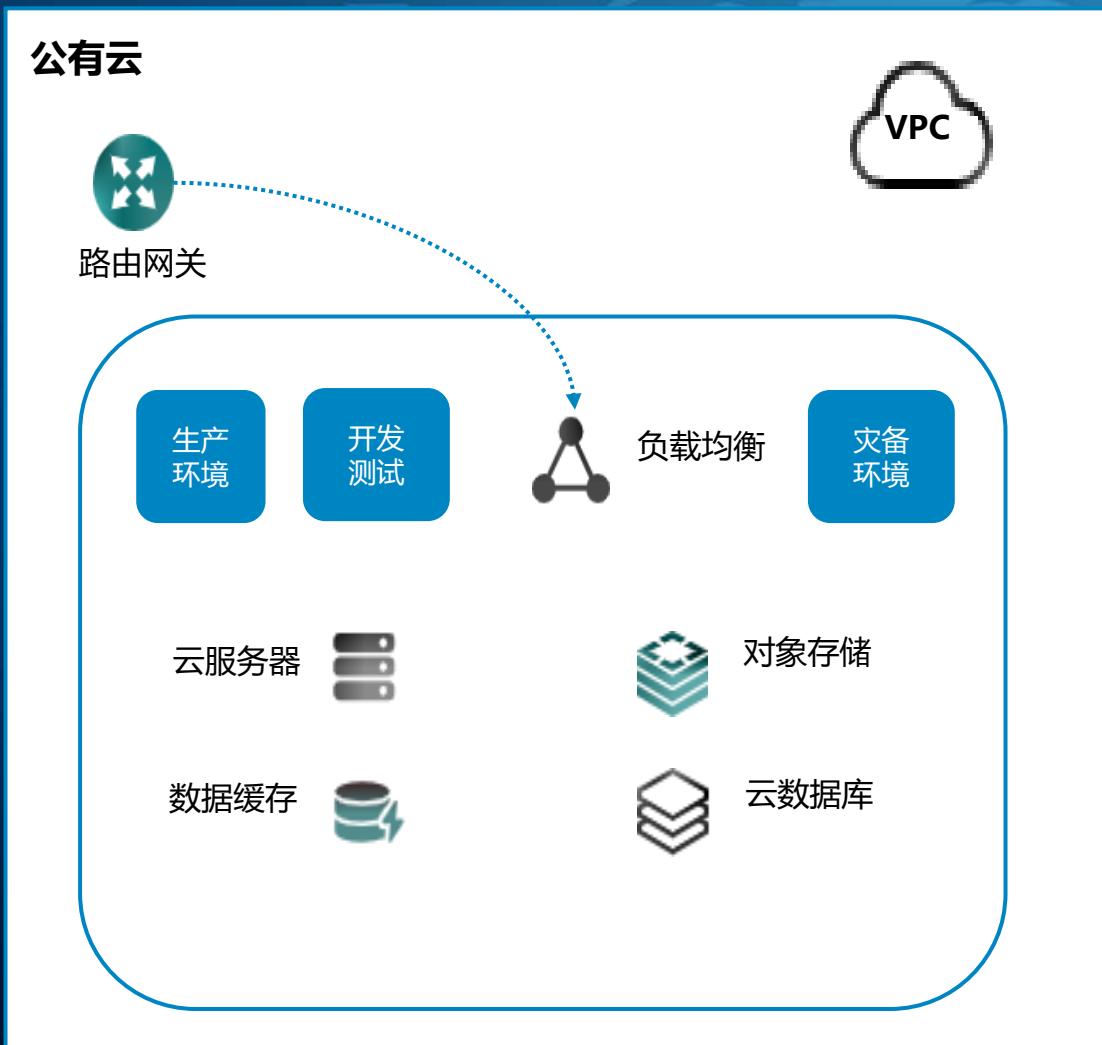 公有云
VPC
路由网关
生产
环境
开发
测试
负载均衡
灾备
环境
云服务器
对象存储
数据缓存
云数据库